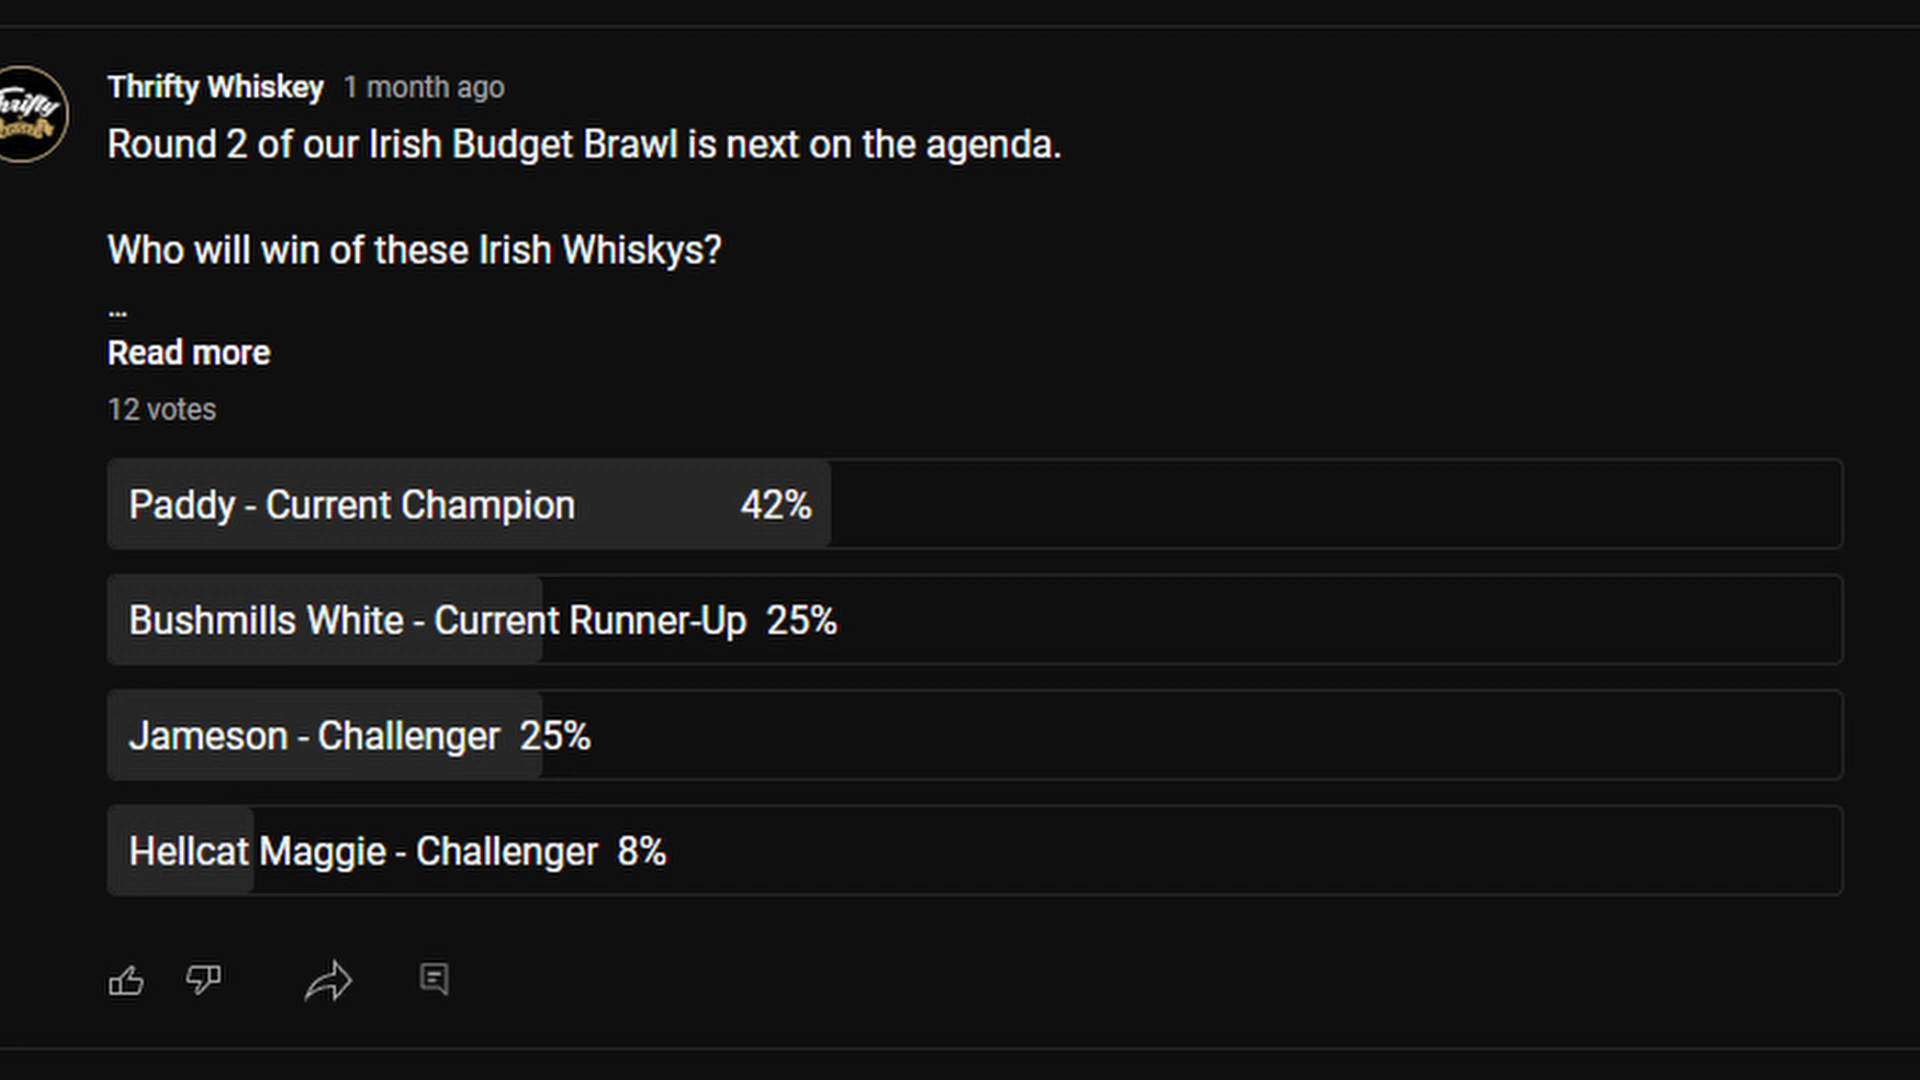 Thrifty Whiskey 1 month ago
Round 2 of our Irish Budget Brawl is next on the agenda.
Who will win of these Irish Whiskys?
...
Read more
12 votes
Paddy - Current Champion 42%
Bushmills White - Current Runner-Up 25%
Jameson - Challenger 25%
Hellcat Maggie - Challenger 8%